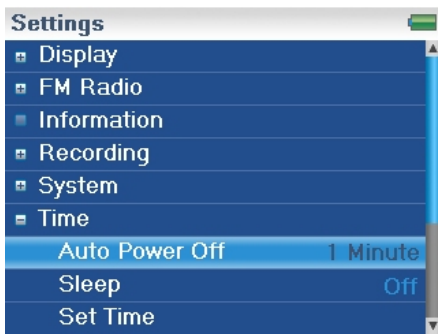 Settings
Display
FM Radio
Information
Recording
System
Time
Auto Power Off 1 Minute
Sleep Off
Set Time